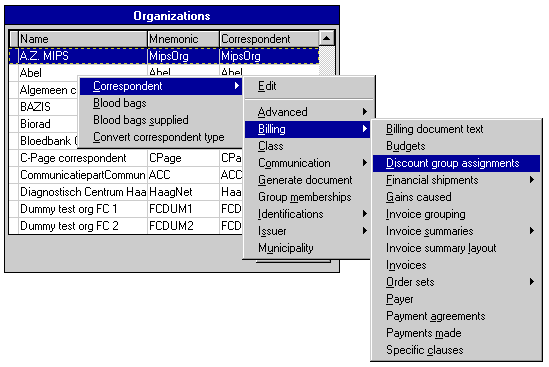 Organizations
Name Mnemonic Correspondent
A.Z. MIPS MipsOrg MipsOrg
Abel Abel Abel
Algemeen c
BAZIS
Biorad
Bloedbank
C-Page correspondent CPage CPa
CommunicatiepartCommun ACC ACC
Diagnostisch Centrum Haa HaagNet Haa
Dummy test org FC 1 FCDUM1 FCD
Dummy test org FC 2 FCDUM2 FCD
Correspondent
Blood bags
Blood bags supplied
Convert correspondent type
Edit
Advanced
Billing
Class
Communication
Generate document
Group memberships
Identifications
Issuer
Municipality
Billing document text
Budgets
Discount group assignments
Financial shipments
Gains caused
Invoice grouping
Invoice summaries
Invoice summary layout
Invoices
Order sets
Payer
Payment agreements
Payments made
Specific clauses